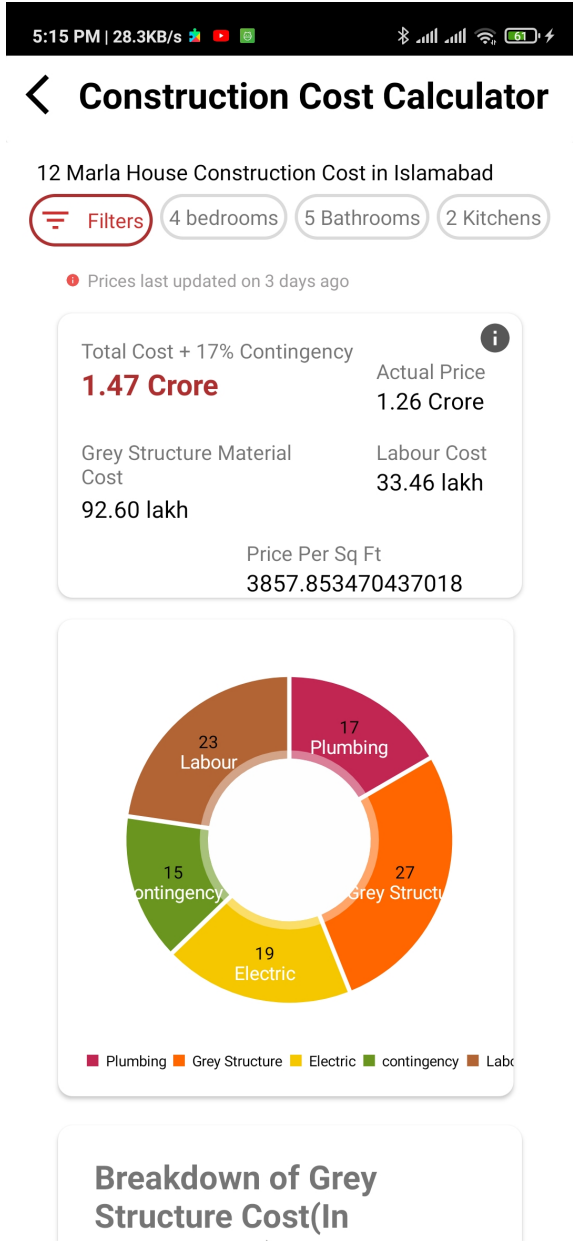 5:15 PM | 28.3KB/s
61
Construction Cost Calculator
12 Marla House Construction Cost in Islamabad
Filters
4 bedrooms
5 Bathrooms
2 Kitchens
Prices last updated on 3 days ago
Total Cost + 17% Contingency
1.47 Crore
Actual Price
1.26 Crore
Grey Structure Material
Cost
92.60 lakh
Labour Cost
33.46 lakh
Price Per Sq Ft
3857.853470437018
17
Plumbing
23
Labour
27
Grey Structu
15
ontingency
19
Electric
Plumbing
Grey Structure
Electric
contingency
Labo
Breakdown of Grey
Structure Cost(In